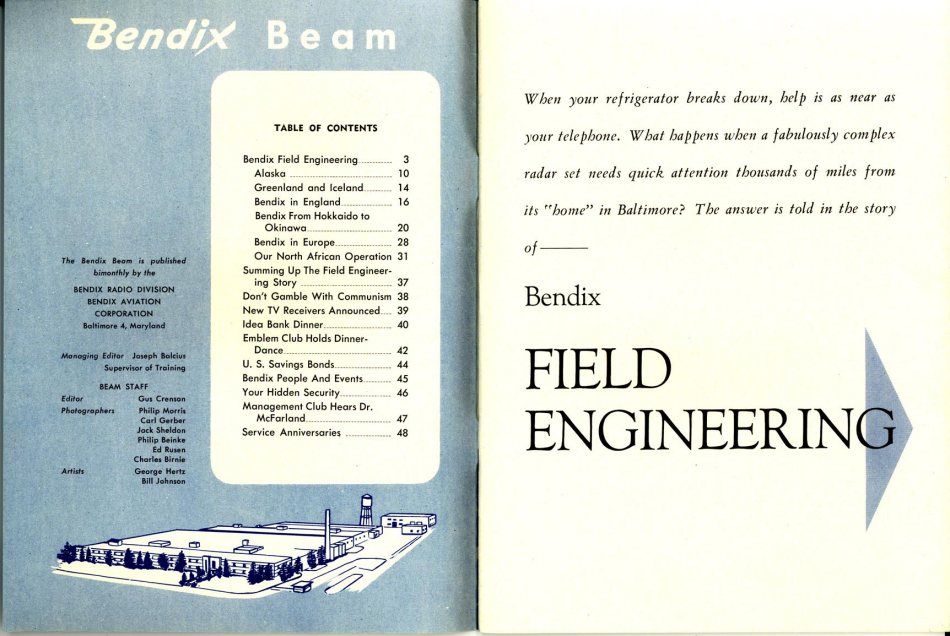 Bendix Beam
TABLE OF CONTENTS
Bendix Field Engineering 3
Alaska 10
Greenland and Iceland 14
Bendix in England 16
Bendix From Hokkaido to
Okinawa 20
Bendix in Europe 28
Our North African Operation 31
Summing Up The Field Engineer-
ing Story 37
Don't Gamble With Communism 38
New TV Receivers Announced 39
Idea Bank Dinner 40
Emblem Club Holds Dinner-
Dance 42
U. S. Savings Bonds 44
Bendix People And Events 45
Your Hidden Security 46
Management Club Hears Dr.
McFarland 47
Service Anniversaries 48
The Bendix Beam is published
bimonthly by the
BENDIX RADIO DIVISION
BENDIX AVIATION
CORPORATION
Baltimore 4, Maryland
Managing Editor Joseph Bolcius
Supervisor of Training
BEAM STAFF
Editor Gus Crenson
Photographers Philip Morris
Carl Gerber
Jack Sheldon
Philip Beinke
Ed Rusen
Charles Birnie
Artists George Hertz
Bill Johnson
When your refrigerator breaks down, help is as near as
your telephone. What happens when a fabulously complex
radar set needs quick attention thousands of miles from
its "home" in Baltimore? The answer is told in the story
of———
Bendix
FIELD
ENGINEERING